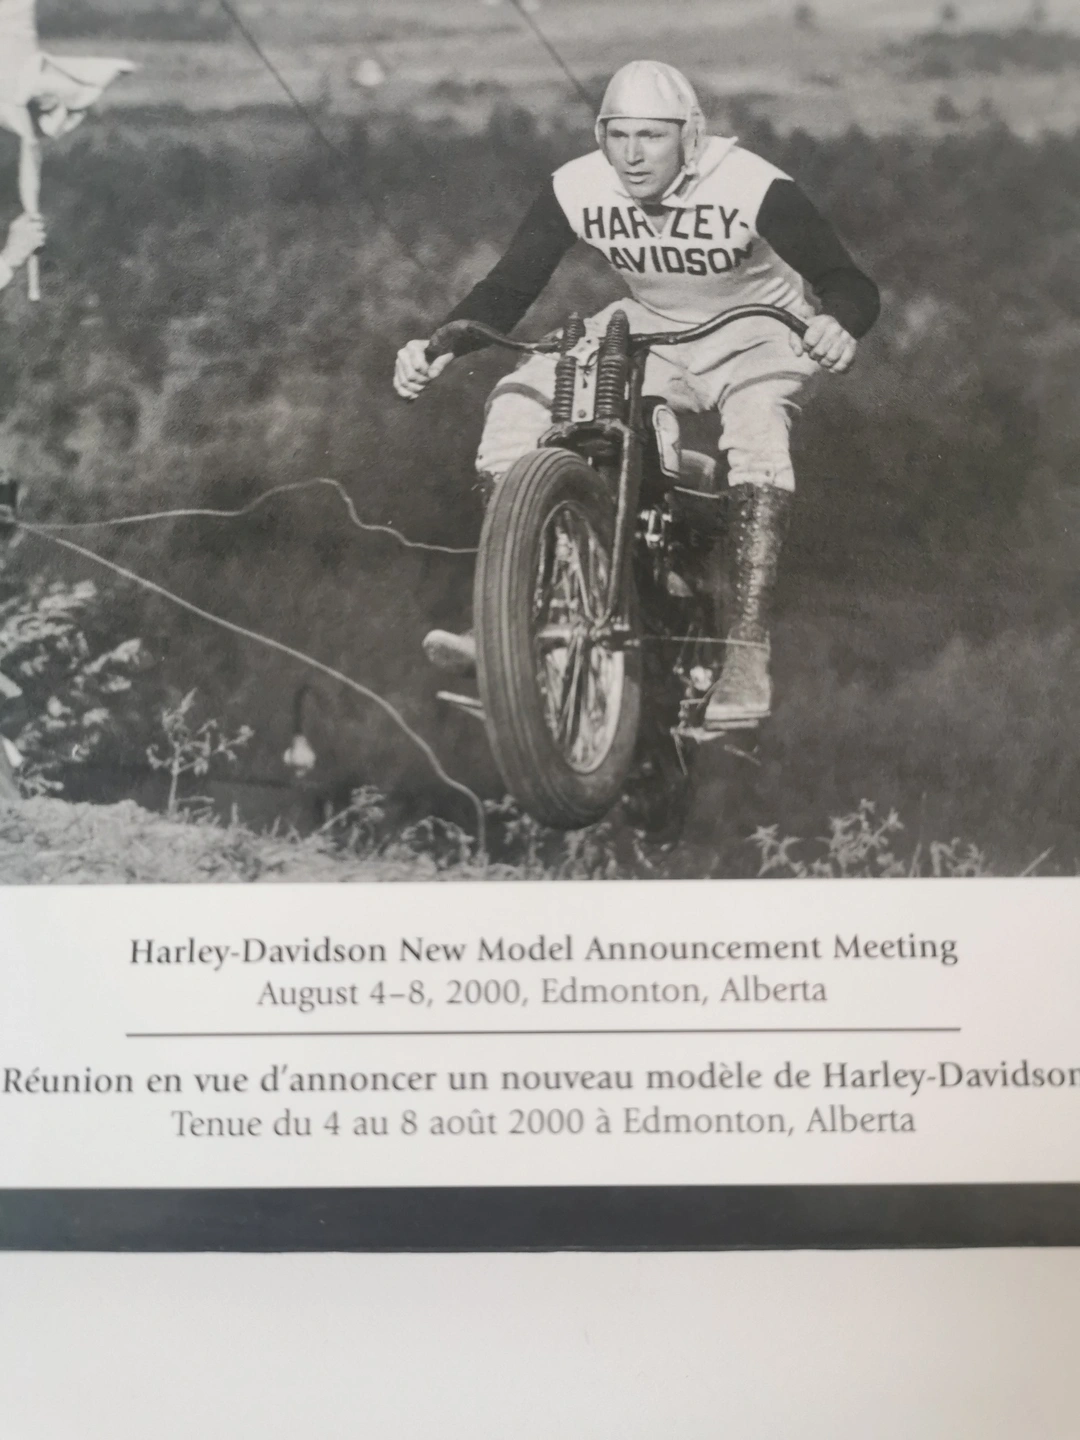 HARLEY-
DAVIDSON
Harley-Davidson New Model Announcement Meeting
August 4–8, 2000, Edmonton, Alberta
Réunion en vue d'annoncer un nouveau modèle de Harley-Davidson
Tenue du 4 au 8 août 2000 à Edmonton, Alberta